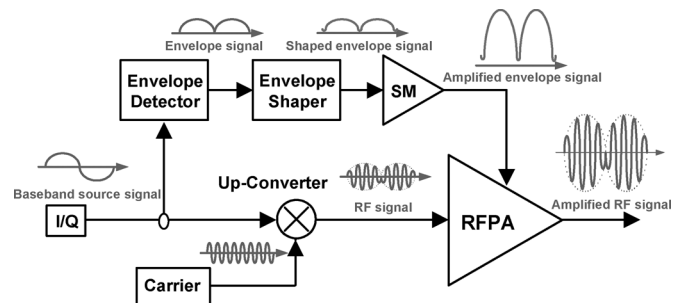 Envelope signal
Shaped envelope signal
Amplified envelope signal
Envelope
Detector
Envelope
Shaper
SM
Baseband source signal
Up-Converter
RF signal
Amplified RF signal
I/Q
RFPA
Carrier